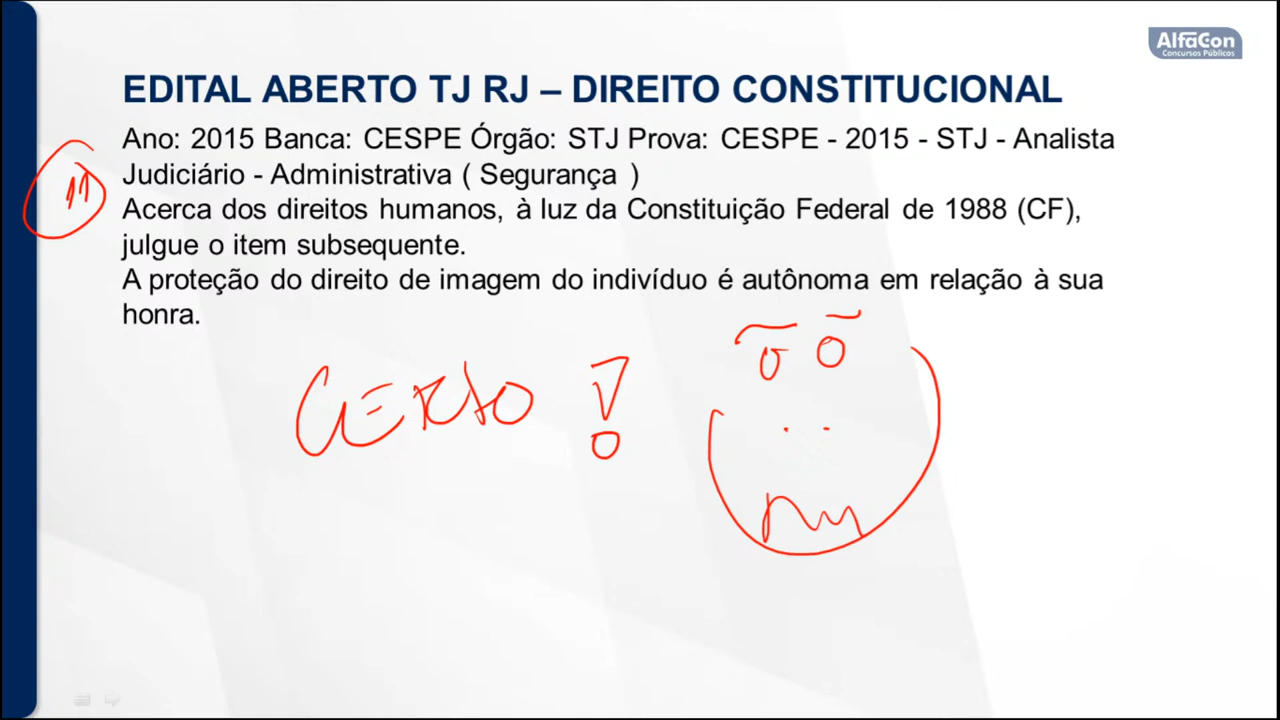 AlfaCon
Concursos Públicos
EDITAL ABERTO TJ RJ – DIREITO CONSTITUCIONAL
Ano: 2015 Banca: CESPE Órgão: STJ Prova: CESPE - 2015 - STJ - Analista
Judiciário - Administrativa ( Segurança )
11
Acerca dos direitos humanos, à luz da Constituição Federal de 1988 (CF),
julgue o item subsequente.
A proteção do direito de imagem do indivíduo é autônoma em relação à sua
honra.
CERTO !